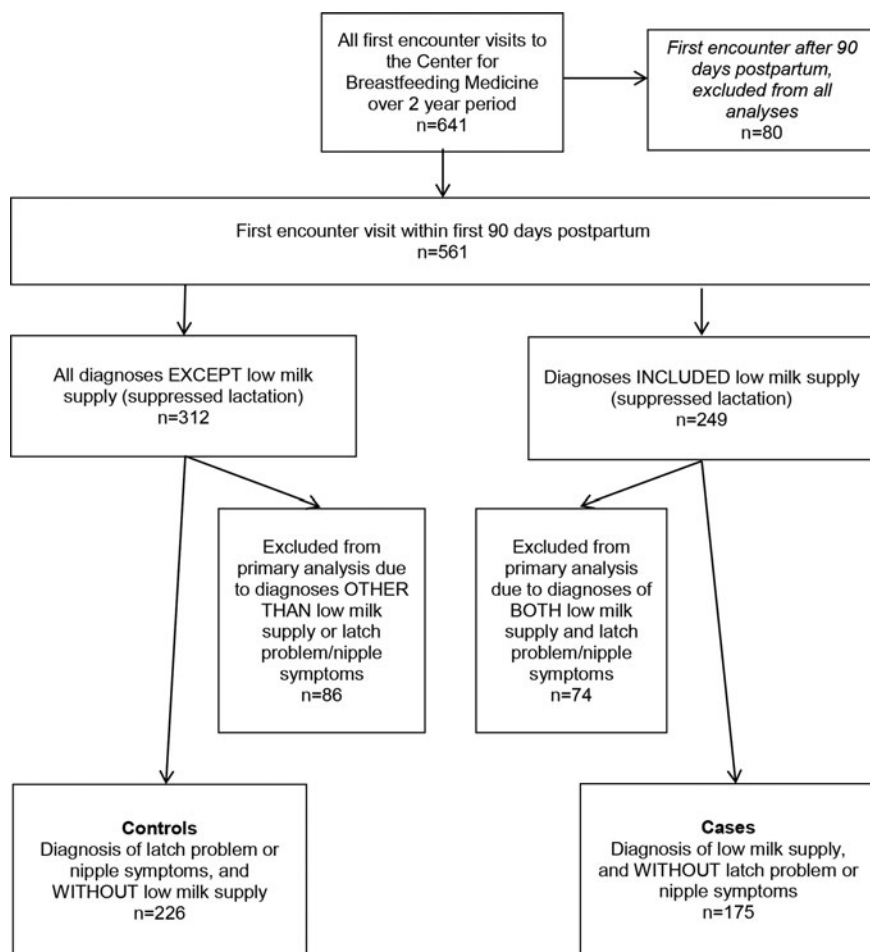 All first encounter visits to
the Center for
Breastfeeding Medicine
over 2 year period
n=641
First encounter after 90
days postpartum,
excluded from all
analyses
n=80
First encounter visit within first 90 days postpartum
n=561
All diagnoses EXCEPT low milk
supply (suppressed lactation)
n=312
Diagnoses INCLUDED low milk supply
(suppressed lactation)
n=249
Excluded from
primary analysis due
to diagnoses OTHER
THAN low milk
supply or latch
problem/nipple
symptoms
n=86
Excluded from
primary analysis
due to diagnoses of
BOTH low milk
supply and latch
problem/nipple
symptoms
n=74
Controls
Diagnosis of latch problem or
nipple symptoms, and
WITHOUT low milk supply
n=226
Cases
Diagnosis of low milk supply,
and WITHOUT latch problem or
nipple symptoms
n=175